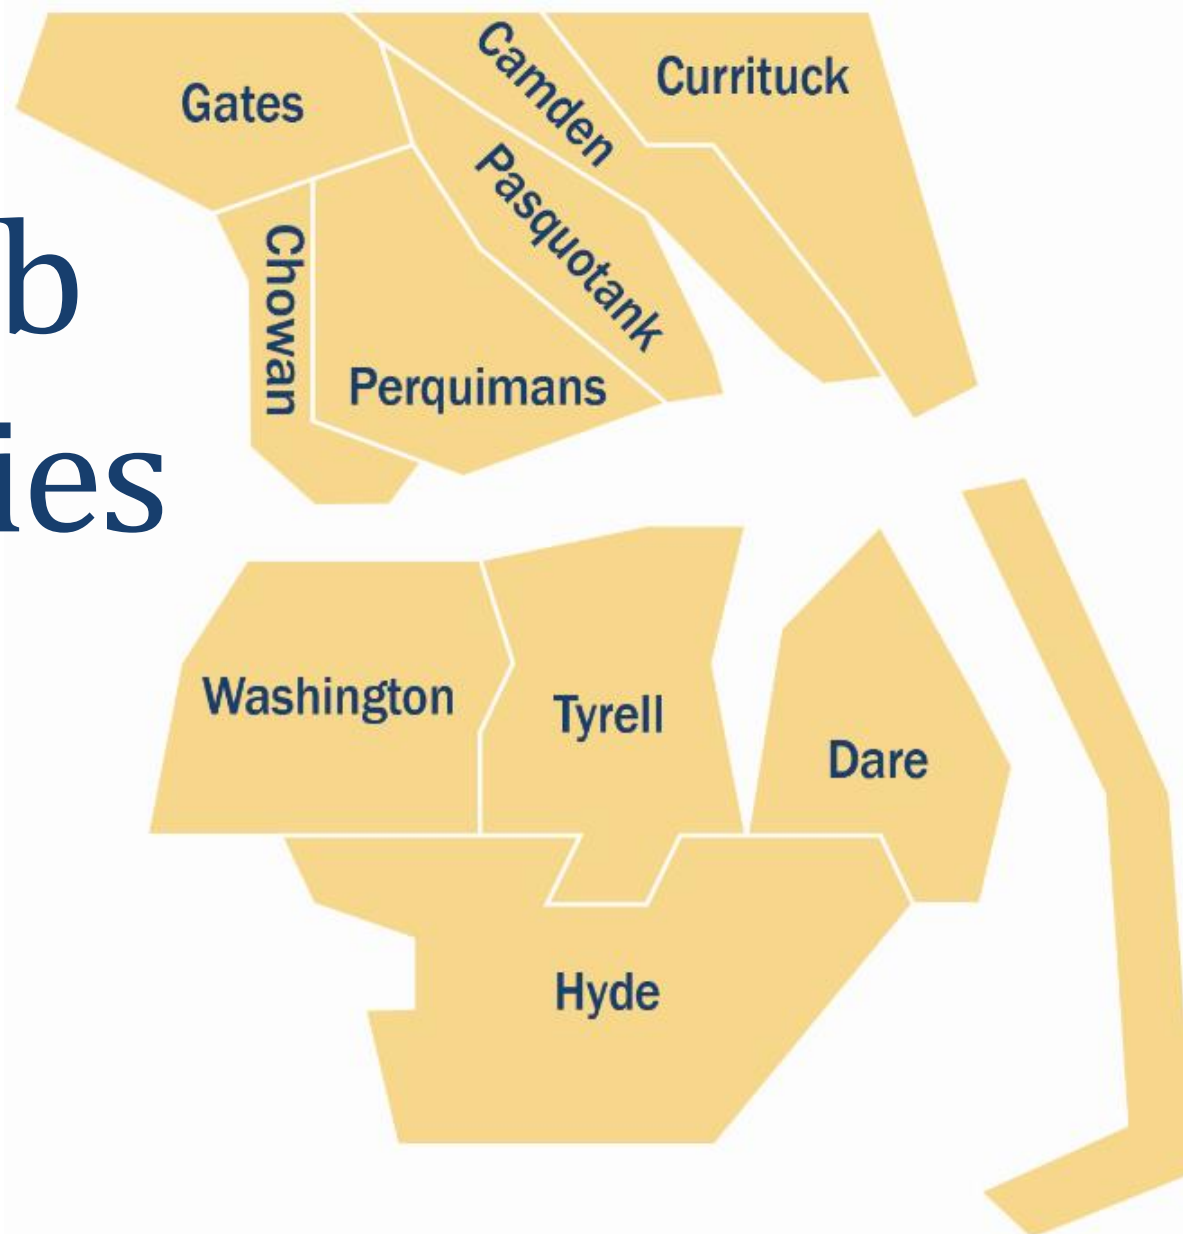 Gates
Camden
Currituck
Pasquotank
Chowan
b
Perquimans
ies
Washington
Tyrell
Dare
Hyde